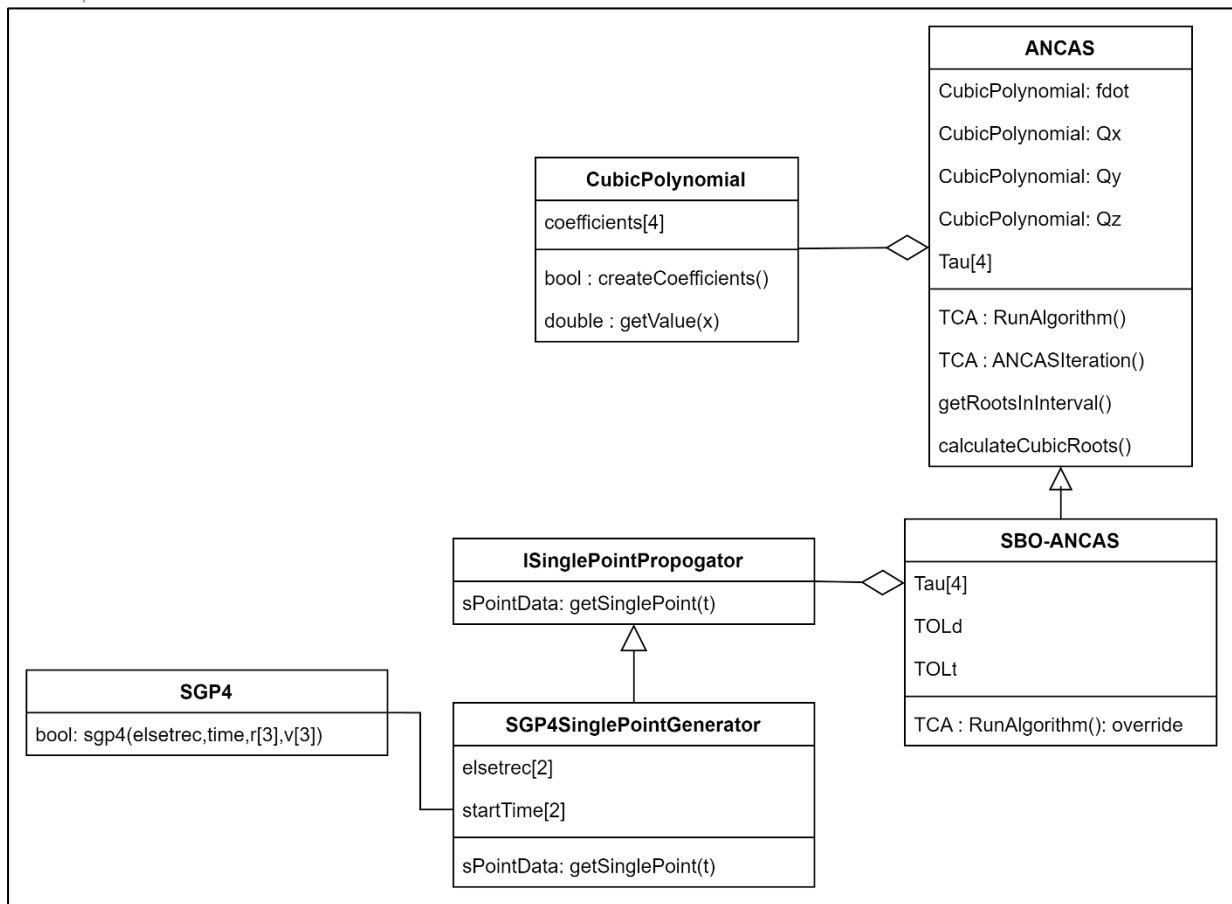 ANCAS
CubicPolynomial: fdot
CubicPolynomial: Qx
CubicPolynomial: Qy
CubicPolynomial: Qz
Tau[4]
TCA : RunAlgorithm()
TCA : ANCASIteration()
getRootsInInterval()
calculateCubicRoots()
CubicPolynomial
coefficients[4]
bool : createCoefficients()
double : getValue(x)
SBO-ANCAS
Tau[4]
TOLd
TOLt
TCA : RunAlgorithm(): override
ISinglePointPropogator
sPointData: getSinglePoint(t)
SGP4
bool: sgp4(elsetrec,time,r[3],v[3])
SGP4SinglePointGenerator
elsetrec[2]
startTime[2]
sPointData: getSinglePoint(t)